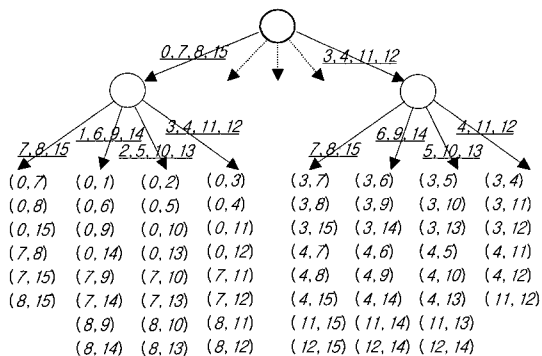 0,7,8,15 3,4,11,12
7,8,15 1,6,9,14 2,5,10,13 3,4,11,12 7,8,15 6,9,14 5,10,13 4,11,12
(0,7) (0,1) (0,2) (0,3) (3,7) (3,6) (3,5) (3,4)
(0,8) (0,6) (0,5) (0,4) (3,8) (3,9) (3,10) (3,11)
(0,15) (0,9) (0,10) (0,11) (3,15) (3,14) (3,13) (3,12)
(7,8) (0,14) (0,13) (0,12) (4,7) (4,6) (4,5) (4,11)
(7,15) (7,9) (7,10) (7,11) (4,8) (4,9) (4,10) (4,12)
(8,15) (7,14) (7,13) (7,12) (4,15) (4,14) (4,13) (11,12)
(8,9) (8,10) (8,11) (11,15) (11,14) (11,13)
(8,14) (8,13) (8,12) (12,15) (12,14) (12,14)